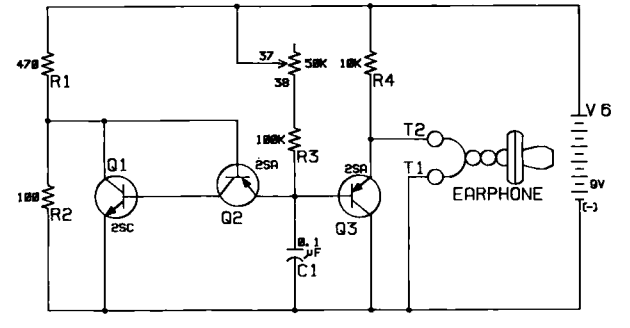 37
50K
38
470
R1
10K
R4
V6
9V
(-)
100K
R3
2SA
Q1
Q2
2SC
100
R2
2SA
Q3
T2
T1
EARPHONE
0.1
µF
C1